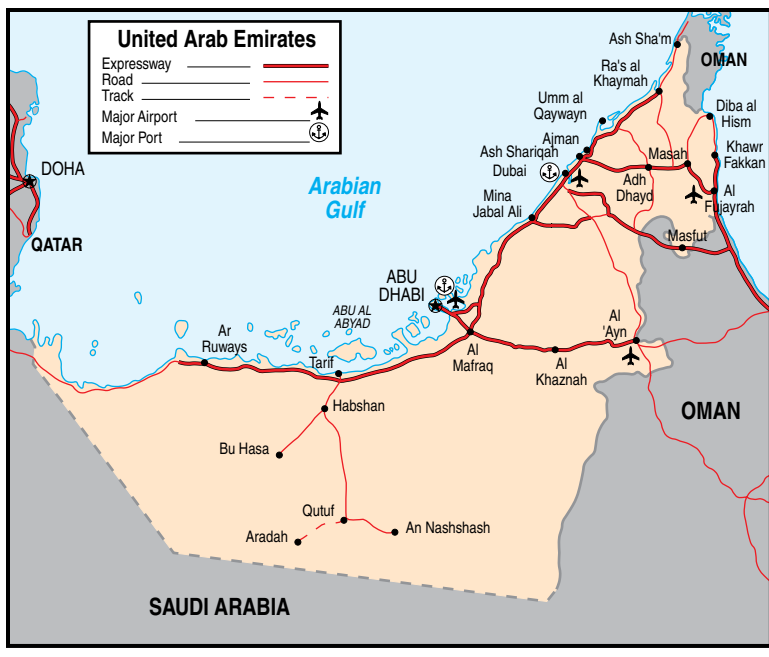 United Arab Emirates
Expressway
Road
Track
Major Airport
Major Port
Ash Sha'm
OMAN
Ra's al
Khaymah
Umm al
Qaywayn
Diba al
Hism
Ajman
Ash Shariqah
Masah
Khawr
Fakkan
Dubai
DOHA
Adh
Dhayd
Al
Fujayrah
Arabian
Gulf
Mina
Jabal Ali
QATAR
Masfut
ABU
DHABI
ABU AL
ABYAD
Al
'Ayn
Ar
Ruways
Tarif
Al
Mafraq
Al
Khaznah
Habshan
OMAN
Bu Hasa
Qutuf
An Nashshash
Aradah
SAUDI ARABIA